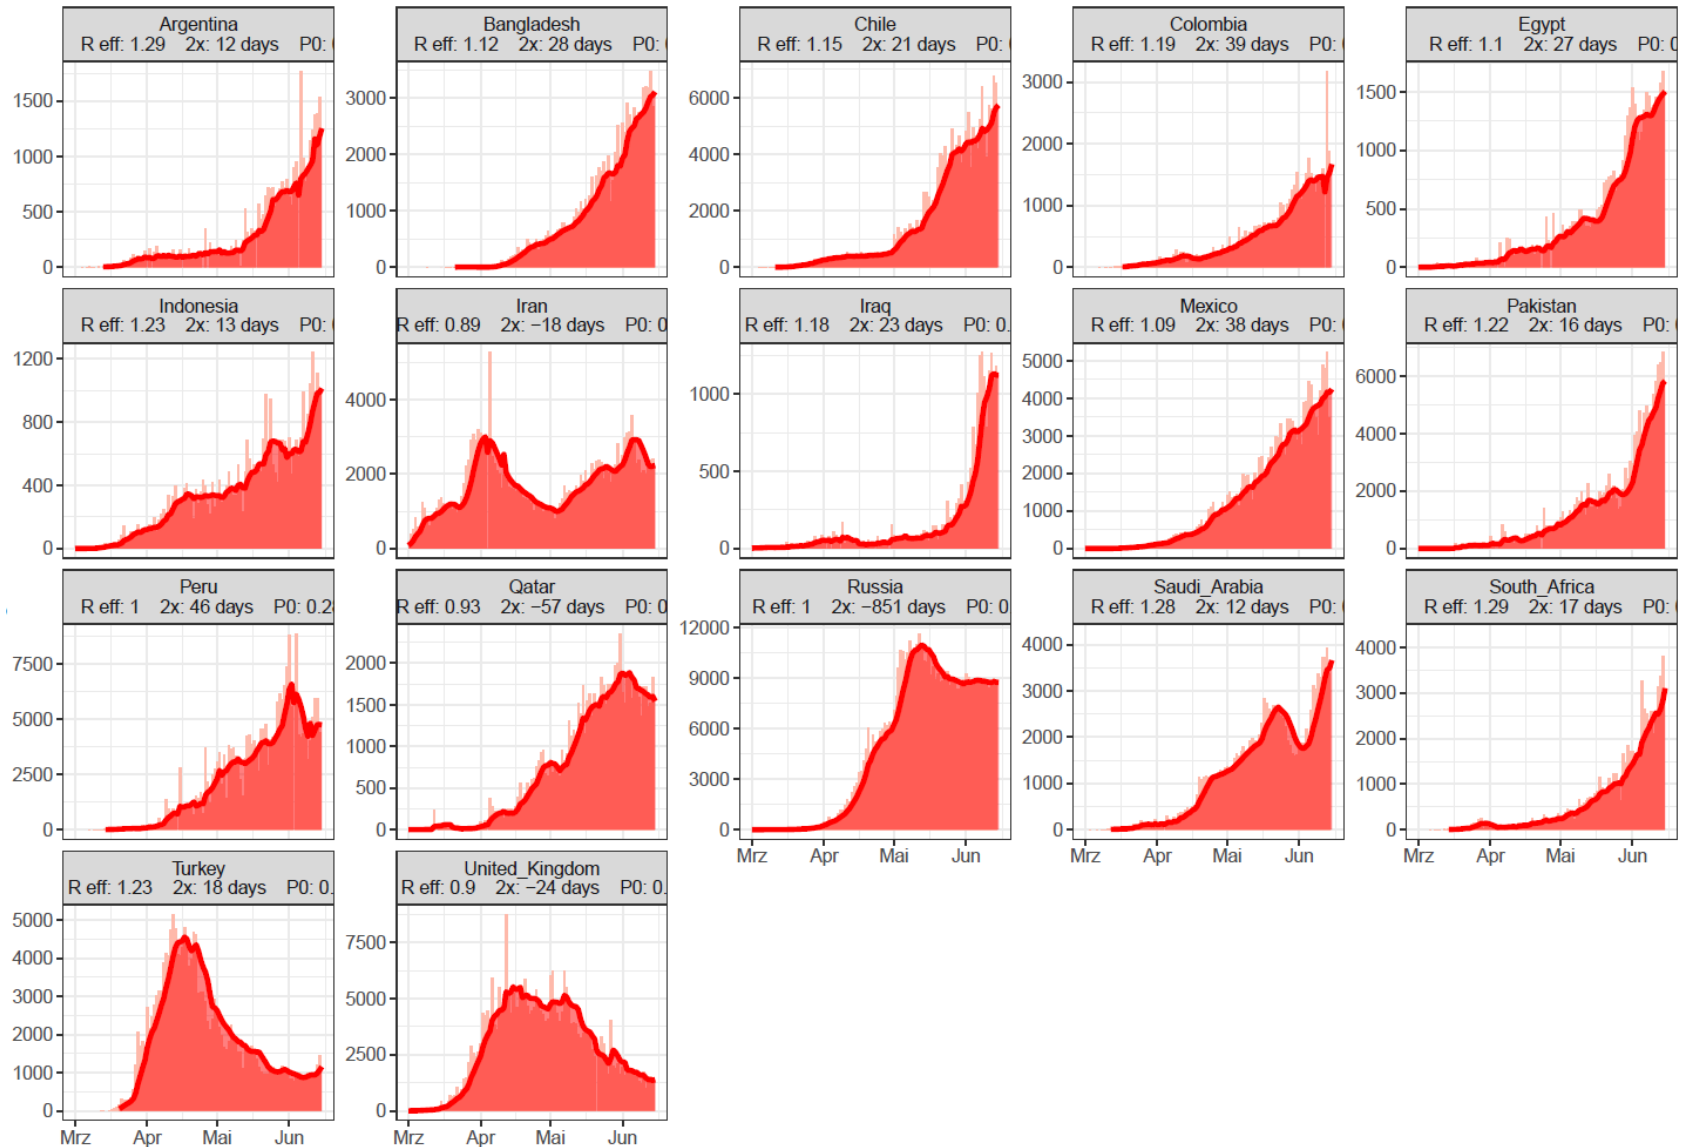 Argentina
R eff: 1.29 2x: 12 days P0:
1500
1000
500
0
Bangladesh
R eff: 1.12 2x: 28 days P0:
3000
2000
1000
0
Chile
R eff: 1.15 2x: 21 days P0:
6000
4000
2000
0
Colombia
R eff: 1.19 2x: 39 days P0:
3000
2000
1000
0
Egypt
R eff: 1.1 2x: 27 days P0: 0
1500
1000
500
0
Indonesia
R eff: 1.23 2x: 13 days P0:
1200
800
400
0
Iran
R eff: 0.89 2x: −18 days P0: 0
4000
2000
0
Iraq
R eff: 1.18 2x: 23 days P0: 0.
1000
500
0
Mexico
R eff: 1.09 2x: 38 days P0:
5000
4000
3000
2000
1000
0
Pakistan
R eff: 1.22 2x: 16 days P0:
6000
4000
2000
0
Peru
R eff: 1 2x: 46 days P0: 0.2
7500
5000
2500
0
Qatar
R eff: 0.93 2x: −57 days P0: 0
2000
1500
1000
500
0
Russia
R eff: 1 2x: −851 days P0: 0
12000
9000
6000
3000
0
Mrz Apr Mai Jun
Saudi_Arabia
R eff: 1.28 2x: 12 days P0:
4000
3000
2000
1000
0
Mrz Apr Mai Jun
South_Africa
R eff: 1.29 2x: 17 days P0:
4000
3000
2000
1000
0
Mrz Apr Mai Jun
Turkey
R eff: 1.23 2x: 18 days P0: 0.
5000
4000
3000
2000
1000
0
Mrz Apr Mai Jun
United_Kingdom
R eff: 0.9 2x: −24 days P0: 0.
7500
5000
2500
0
Mrz Apr Mai Jun